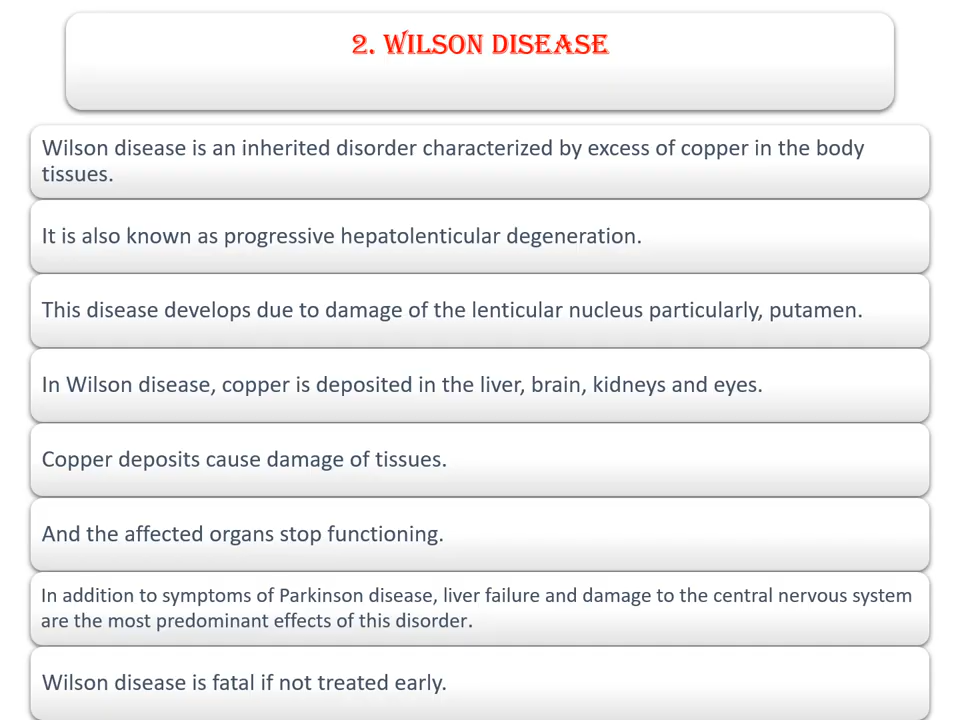 2. WILSON DISEASE
Wilson disease is an inherited disorder characterized by excess of copper in the body
tissues.
It is also known as progressive hepatolenticular degeneration.
This disease develops due to damage of the lenticular nucleus particularly, putamen.
In Wilson disease, copper is deposited in the liver, brain, kidneys and eyes.
Copper deposits cause damage of tissues.
And the affected organs stop functioning.
In addition to symptoms of Parkinson disease, liver failure and damage to the central nervous system
are the most predominant effects of this disorder.
Wilson disease is fatal if not treated early.